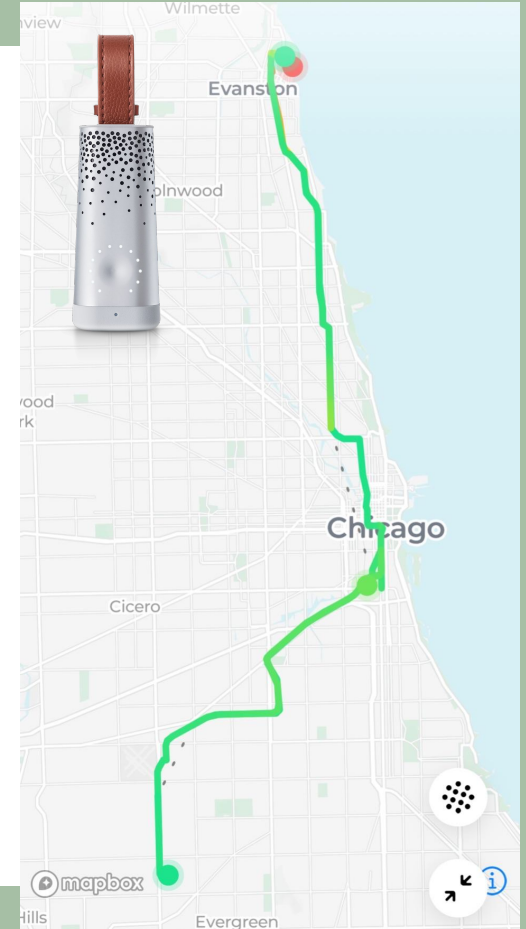 Wilmette
view
Evanston
olnwood
wood
rk
Chicago
Cicero
mapbox
i
Hills
Evergreen